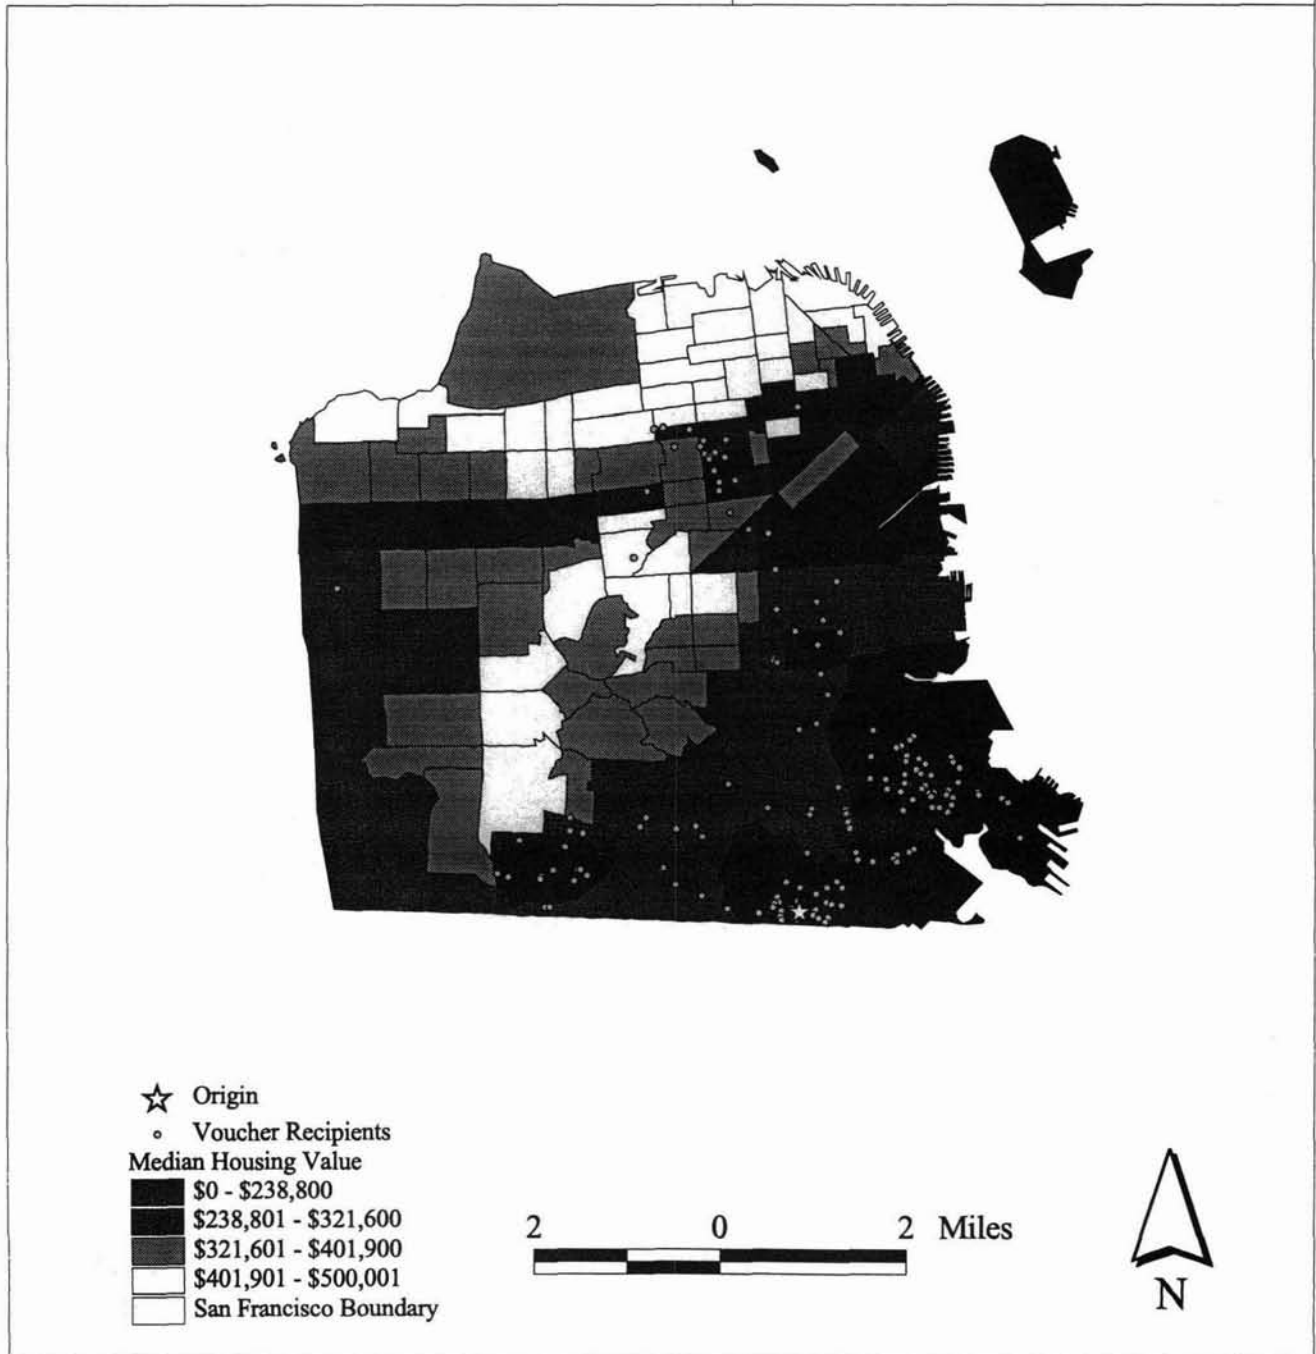 Origin
Voucher Recipients
Median Housing Value
$0 - $238,800
$238,801 - $321,600
$321,601 - $401,900
$401,901 - $500,001
San Francisco Boundary
2 0 2 Miles
N